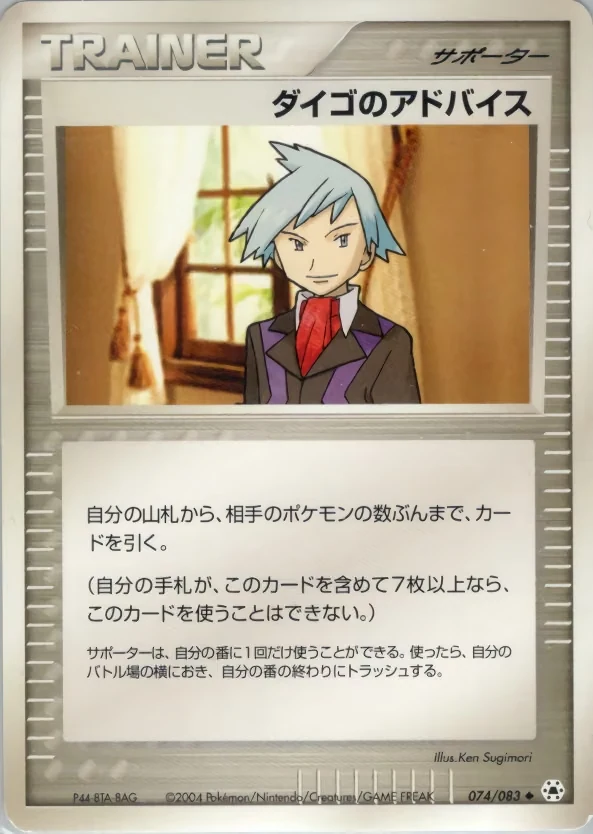 TRAINER
サポーター
ダイゴのアドバイス
自分の山札から、相手のポケモンの数ぶんまで、カー
ドを引く。
（自分の手札が、このカードを含めて7枚以上なら、
このカードを使うことはできない。）
サポーターは、自分の番に1回だけ使うことができる。使ったら、自分の
バトル場の横におき、自分の番の終わりにトラッシュする。
Illus.Ken Sugimori
P44-8TA-8AG ©2004 Pokémon/Nintendo/Creatures/GAME FREAK 074/083 ◆